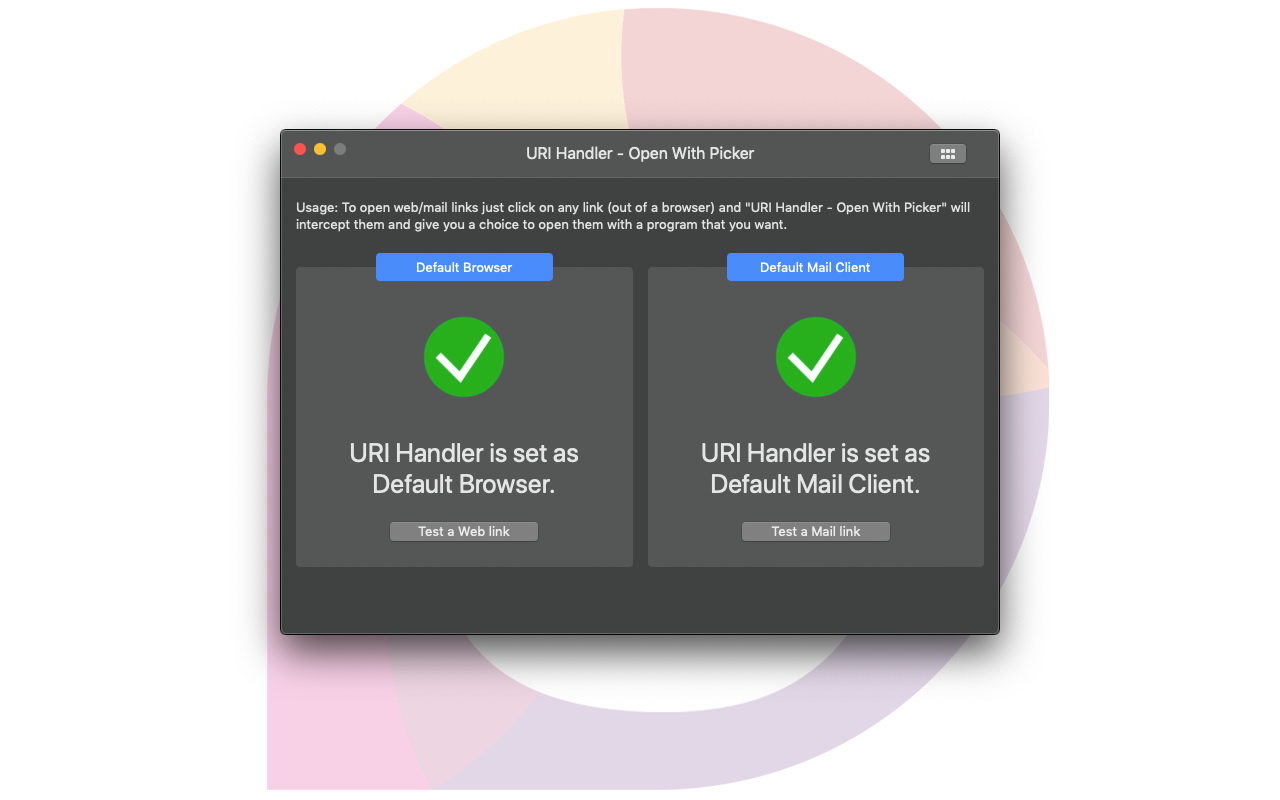 URI Handler - Open With Picker
Usage: To open web/mail links just click on any link (out of a browser) and "URI Handler - Open With Picker" will
intercept them and give you a choice to open them with a program that you want.
Default Browser
URI Handler is set as
Default Browser.
Test a Web link
Default Mail Client
URI Handler is set as
Default Mail Client.
Test a Mail link